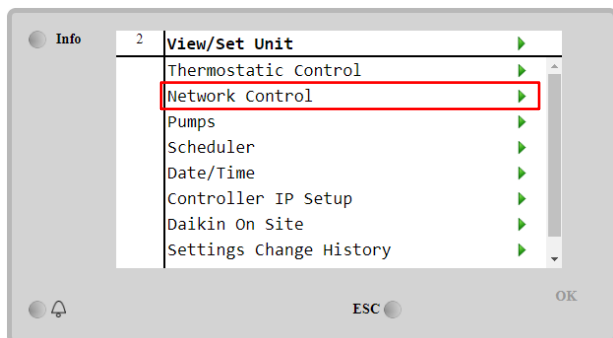 Info
2 View/Set Unit
Thermostatic Control
Network Control
Pumps
Scheduler
Date/Time
Controller IP Setup
Daikin On Site
Settings Change History
OK
ESC